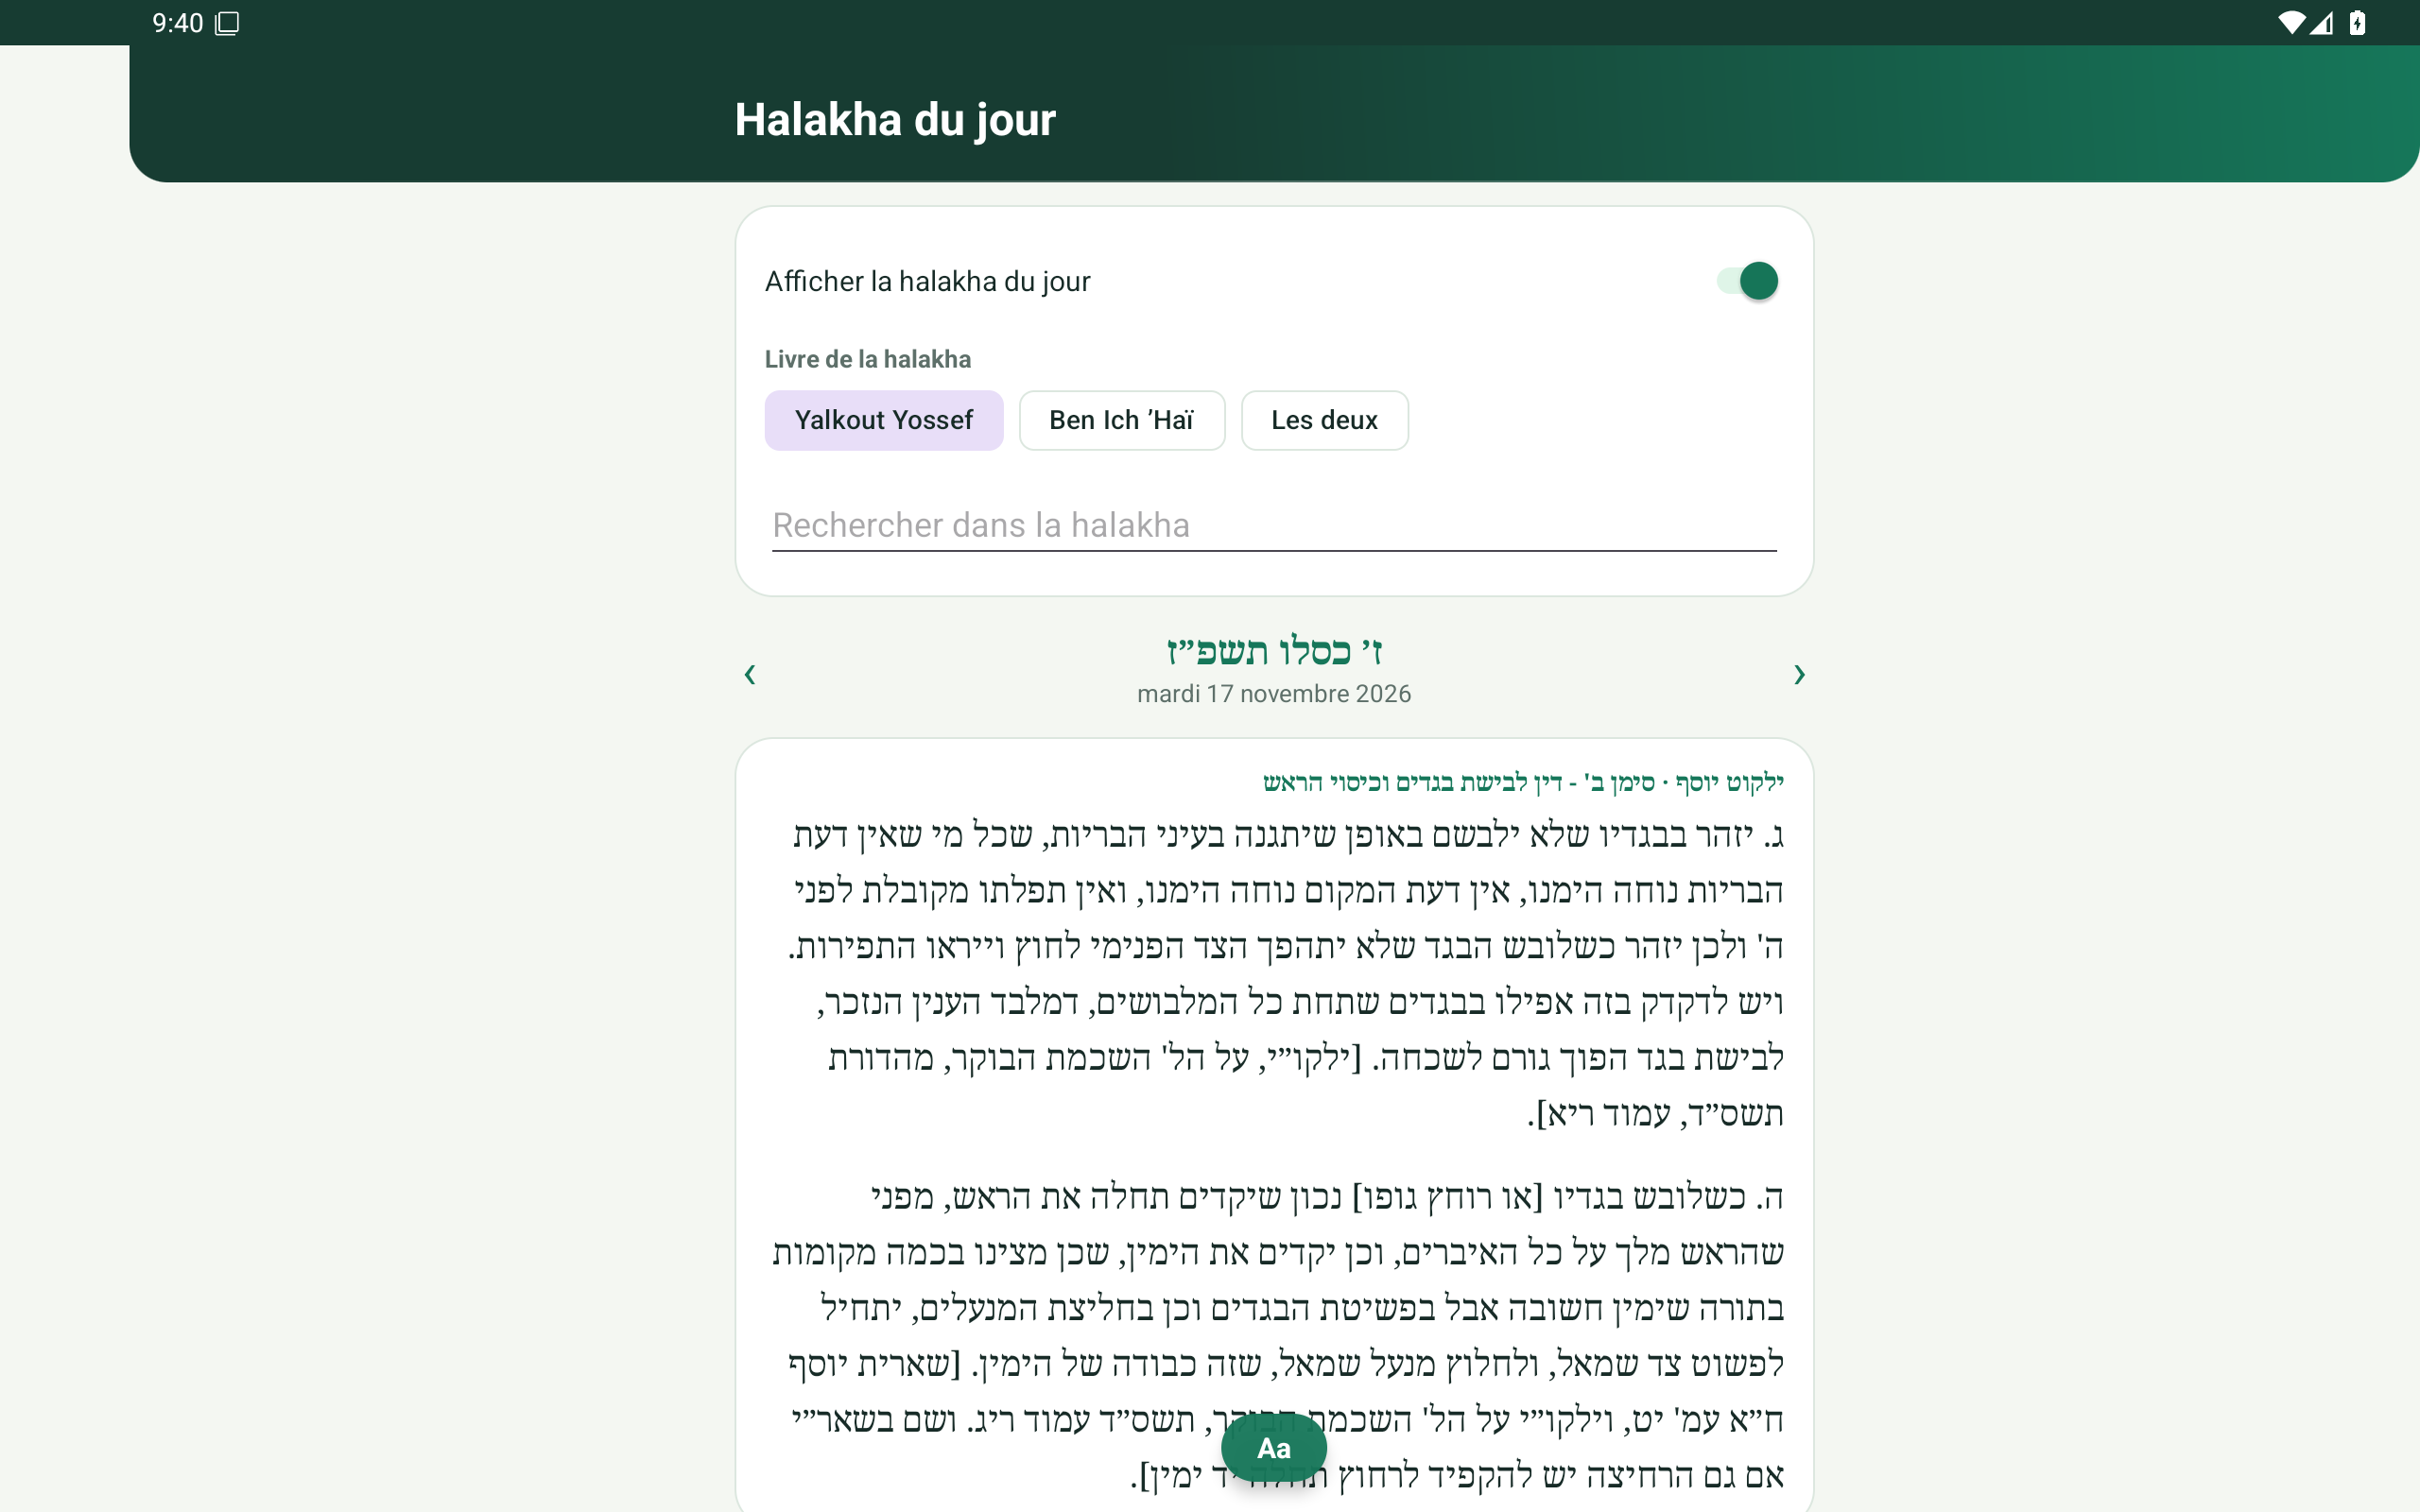 9:40
Halakha du jour
Afficher la halakha du jour
Livre de la halakha
Yalkout Yossef
Ben Ich ’Haï
Les deux
Rechercher dans la halakha
‹
ז׳ כסלו תשפ״ז
mardi 17 novembre 2026
›
ילקוט יוסף · סימן ב' - דין לבישת בגדים וכיסוי הראש
ג. יזהר בבגדיו שלא ילבשם באופן שיתגנה בעיני הבריות, שכל מי שאין דעת
הבריות נוחה הימנו, אין דעת המקום נוחה הימנו, ואין תפלתו מקובלת לפני
ה' ולכן יזהר כשלובש הבגד שלא יתהפך הצד הפנימי לחוץ וייראו התפירות.
ויש לדקדק בזה אפילו בבגדים שתחת כל המלבושים, דמלבד הענין הנזכר,
לבישת בגד הפוך גורם לשכחה. [ילקו״י, על הל' השכמת הבוקר, מהדורת
תשס״ד, עמוד ריא].
ה. כשלובש בגדיו [או רוחץ גופו] נכון שיקדים תחלה את הראש, מפני
שהראש מלך על כל האיברים, וכן יקדים את הימין, שכן מצינו בכמה מקומות
בתורה שימין חשובה אבל בפשיטת הבגדים וכן בחליצת המנעלים, יתחיל
לפשוט צד שמאל, ולחלוץ מנעל שמאל, שזה כבודה של הימין. [שארית יוסף
ח״א עמ' יט, וילקו״י על הל' השכמת הבוקר, תשס״ד עמוד ריג. ושם בשאר״י
אם גם הרחיצה יש להקפיד לרחוץ תחלה יד ימין].
Aa